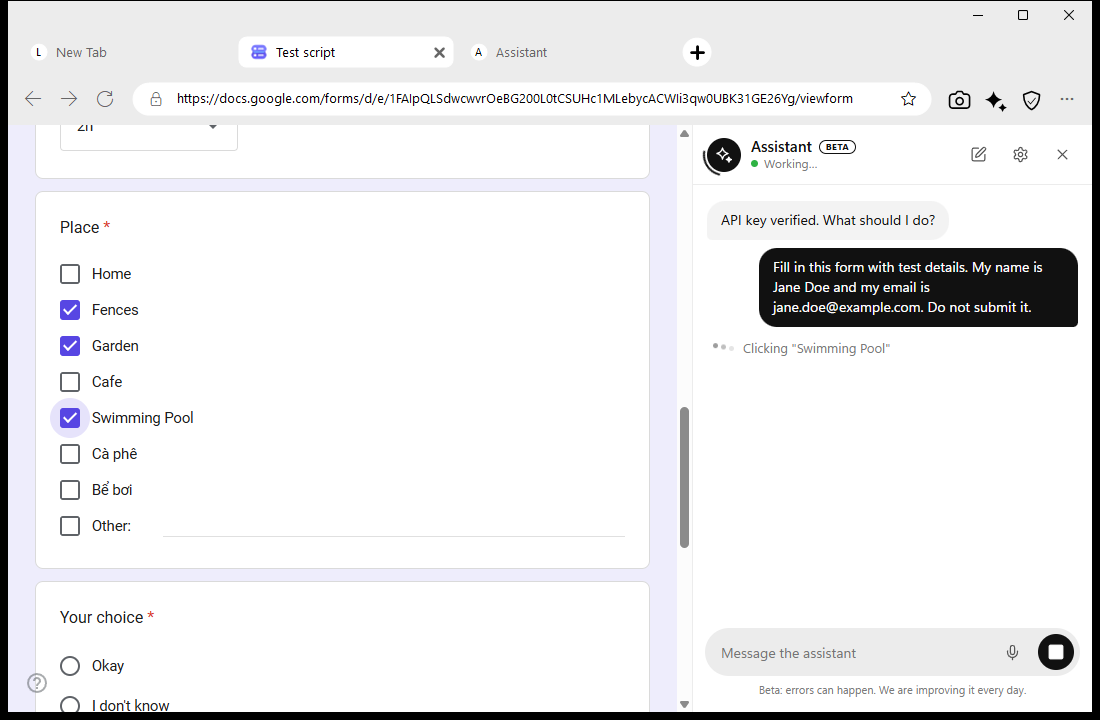 L New Tab
Test script
A Assistant
https://docs.google.com/forms/d/e/1FAIpQLSdwcwvrOeBG200L0tCSUHc1MLebycACWIi3qw0UBK31GE26Yg/viewform
2h
Place *
Home
Fences
Garden
Cafe
Swimming Pool
Cà phê
Bể bơi
Other:
Your choice *
Okay
I don't know
Assistant BETA
Working...
API key verified. What should I do?
Fill in this form with test details. My name is
Jane Doe and my email is
jane.doe@example.com. Do not submit it.
Clicking "Swimming Pool"
Message the assistant
Beta: errors can happen. We are improving it every day.